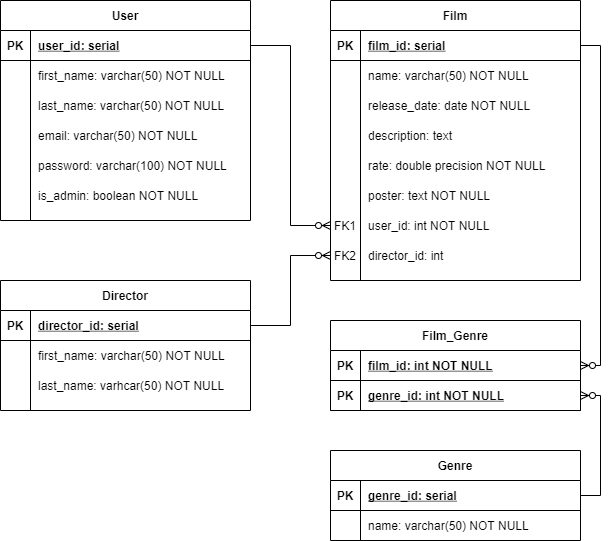 User
PK user_id: serial
first_name: varchar(50) NOT NULL
last_name: varchar(50) NOT NULL
email: varchar(50) NOT NULL
password: varchar(100) NOT NULL
is_admin: boolean NOT NULL
Film
PK film_id: serial
name: varchar(50) NOT NULL
release_date: date NOT NULL
description: text
rate: double precision NOT NULL
poster: text NOT NULL
FK1 user_id: int NOT NULL
FK2 director_id: int
Director
PK director_id: serial
first_name: varchar(50) NOT NULL
last_name: varhcar(50) NOT NULL
Film_Genre
PK film_id: int NOT NULL
PK genre_id: int NOT NULL
Genre
PK genre_id: serial
name: varchar(50) NOT NULL